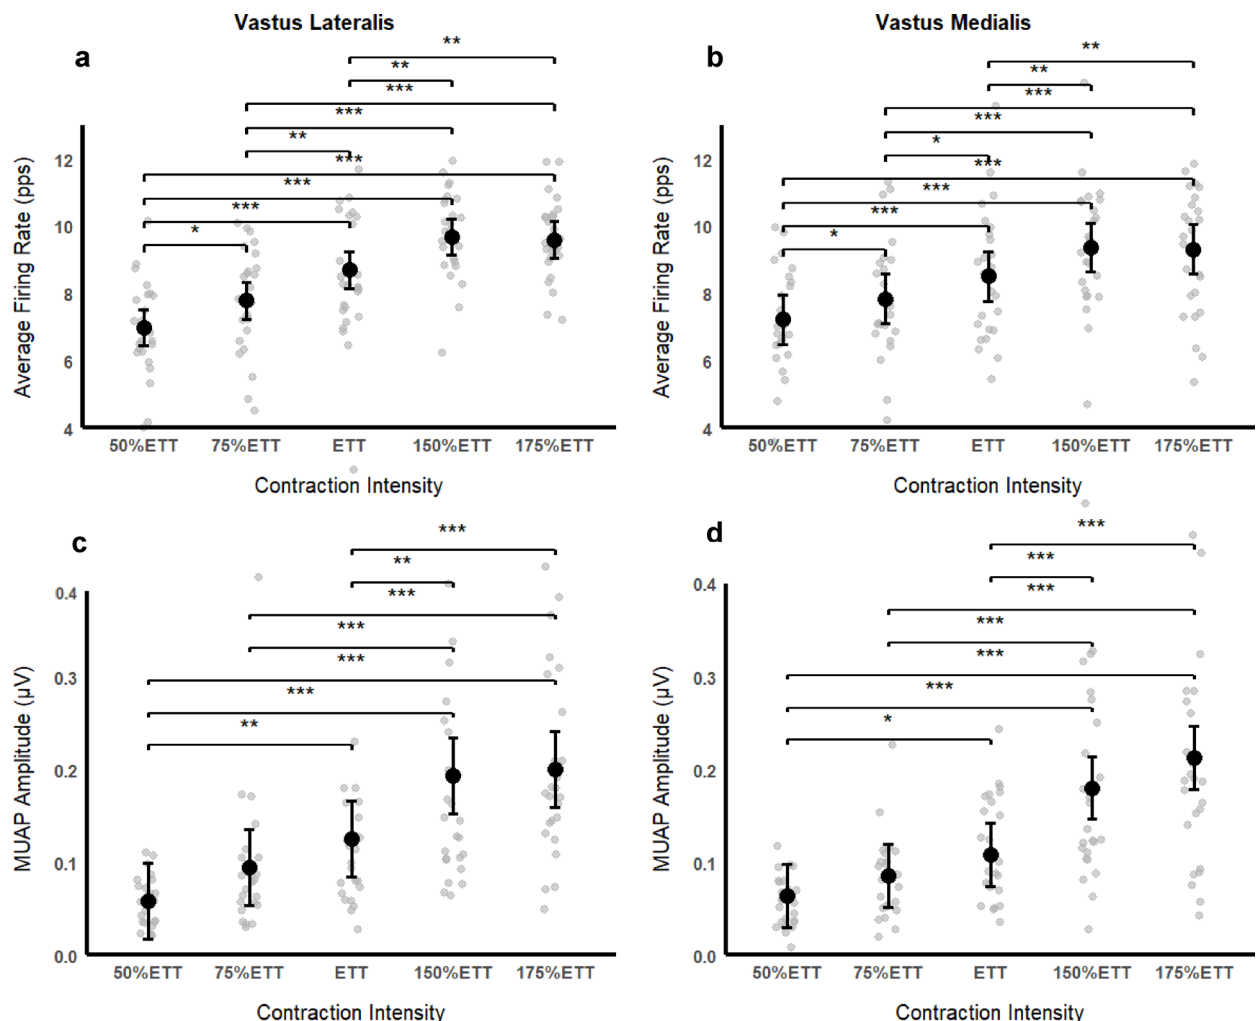 Vastus Lateralis
Vastus Medialis
a
b
**
**
***
***
**
***
***
***
*
**
**
***
***
*
***
***
***
*
Average Firing Rate (pps)
12
10
8
6
4
50%ETT 75%ETT ETT 150%ETT 175%ETT
Contraction Intensity
Average Firing Rate (pps)
12
10
8
6
4
50%ETT 75%ETT ETT 150%ETT 175%ETT
Contraction Intensity
c
d
***
**
***
***
***
***
**
***
***
***
***
***
***
*
MUAP Amplitude (µV)
0.4
0.3
0.2
0.1
0.0
50%ETT 75%ETT ETT 150%ETT 175%ETT
Contraction Intensity
MUAP Amplitude (µV)
0.4
0.3
0.2
0.1
0.0
50%ETT 75%ETT ETT 150%ETT 175%ETT
Contraction Intensity